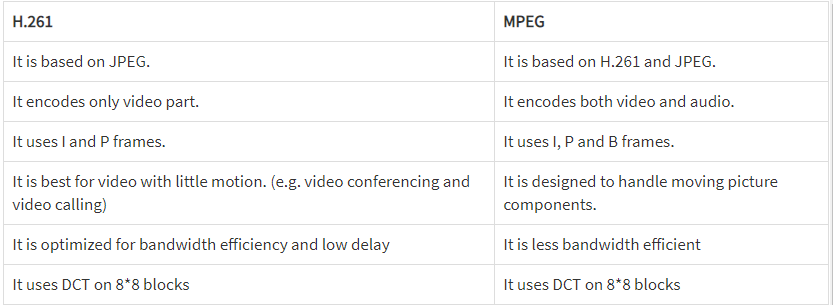 H.261 MPEG
It is based on JPEG. It is based on H.261 and JPEG.
It encodes only video part. It encodes both video and audio.
It uses I and P frames. It uses I, P and B frames.
It is best for video with little motion. (e.g. video conferencing and
video calling)
It is designed to handle moving picture
components.
It is optimized for bandwidth efficiency and low delay It is less bandwidth efficient
It uses DCT on 8*8 blocks It uses DCT on 8*8 blocks